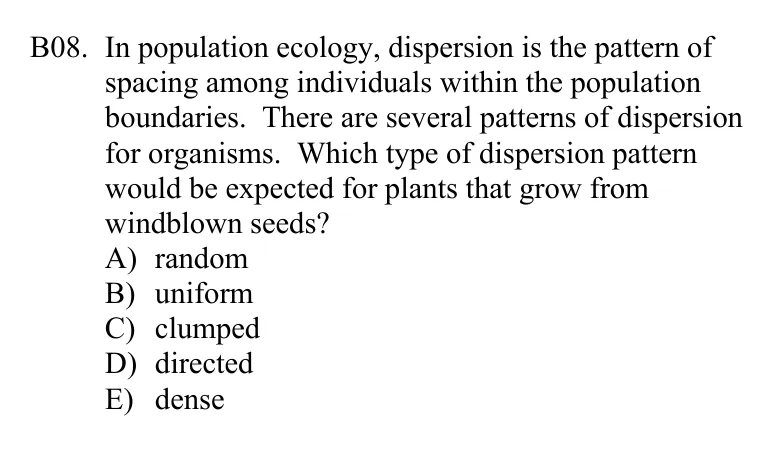 B08. In population ecology, dispersion is the pattern of
spacing among individuals within the population
boundaries. There are several patterns of dispersion
for organisms. Which type of dispersion pattern
would be expected for plants that grow from
windblown seeds?
A) random
B) uniform
C) clumped
D) directed
E) dense